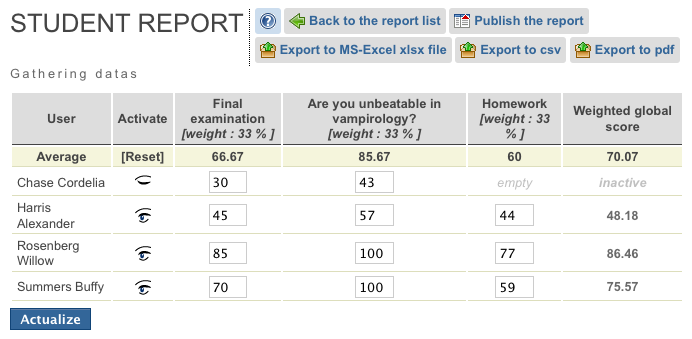 STUDENT REPORT
Back to the report list
Publish the report
Export to MS-Excel xlsx file
Export to csv
Export to pdf
Gathering datas
User
Activate
Final
examination
[weight : 33 % ]
Are you unbeatable in
vampirology?
[weight : 33 % ]
Homework
[weight : 33
% ]
Weighted global
score
Average [Reset] 66.67 85.67 60 70.07
Chase Cordelia 30 43 empty inactive
Harris
Alexander
45 57 44 48.18
Rosenberg
Willow
85 100 77 86.46
Summers Buffy 70 100 59 75.57
Actualize